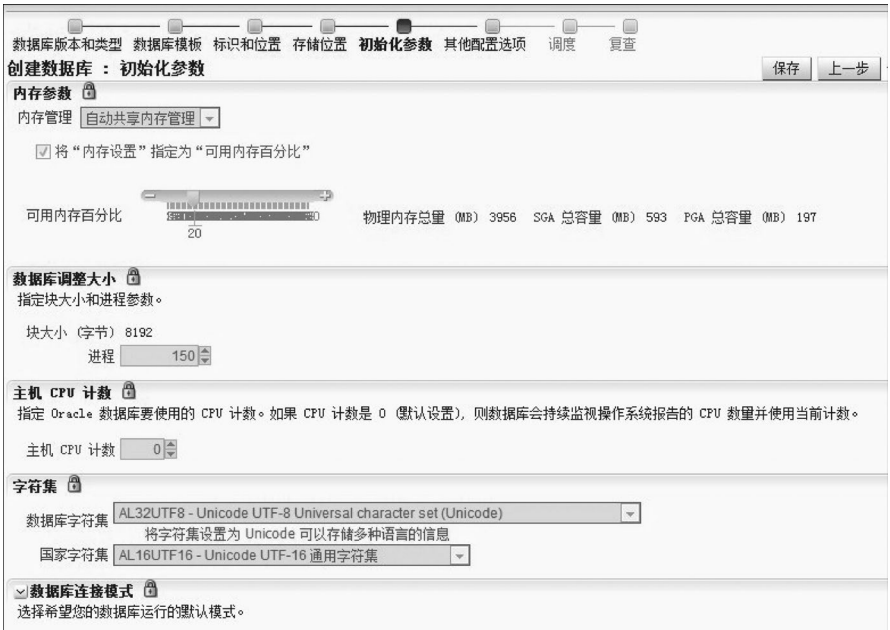 数据库版本和类型 数据库模板 标识和位置 存储位置 初始化参数 其他配置选项 调度 复查
创建数据库 : 初始化参数 保存 上一步
内存参数
内存管理 自动共享内存管理
将“内存设置”指定为“可用内存百分比”
可用内存百分比 20 物理内存总量 (MB) 3956 SGA 总容量 (MB) 593 PGA 总容量 (MB) 197
数据库调整大小
指定块大小和进程参数。
块大小 (字节) 8192
进程 150
主机 CPU 计数
指定 Oracle 数据库要使用的 CPU 计数。如果 CPU 计数是 0 (默认设置), 则数据库会持续监视操作系统报告的 CPU 数量并使用当前计数。
主机 CPU 计数 0
字符集
数据库字符集 AL32UTF8 - Unicode UTF-8 Universal character set (Unicode)
将字符集设置为 Unicode 可以存储多种语言的信息
国家字符集 AL16UTF16 - Unicode UTF-16 通用字符集
数据库连接模式
选择希望您的数据库运行的默认模式。